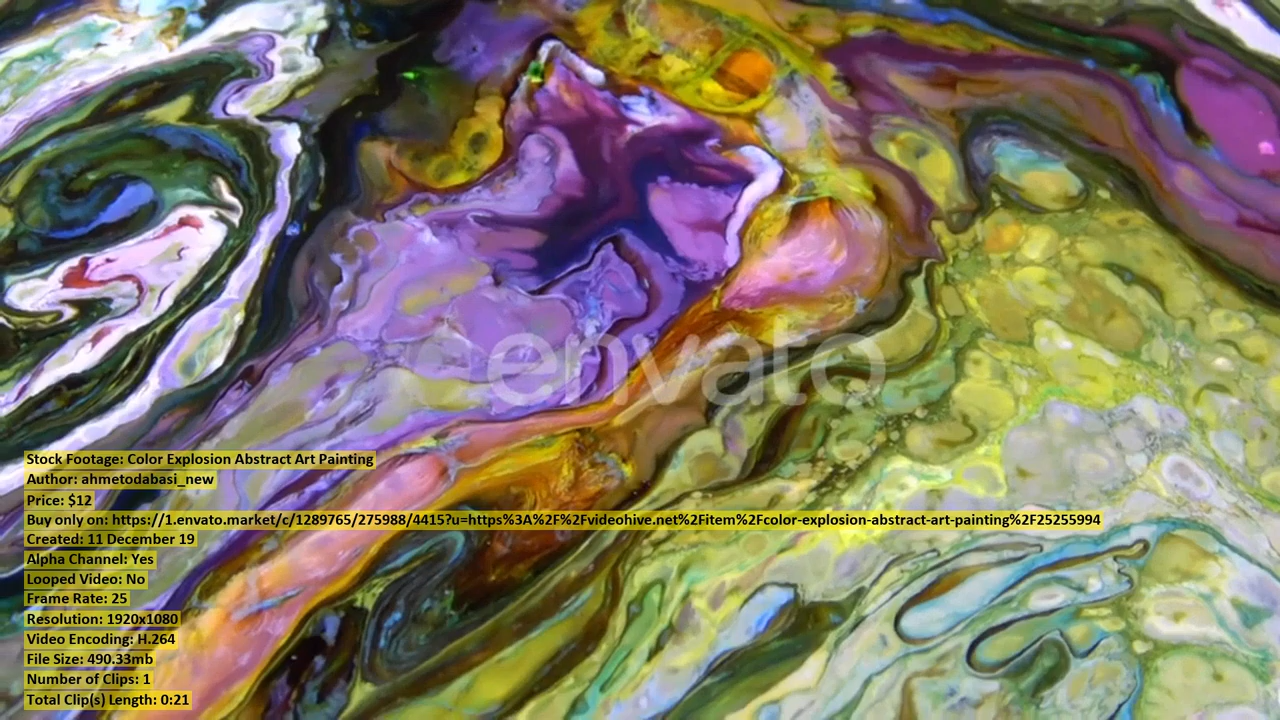 envato
Stock Footage: Color Explosion Abstract Art Painting
Author: ahmetodabasi_new
Price: $12
Buy only on: https://1.envato.market/c/1289765/275988/4415?u=https%3A%2F%2Fvideohive.net%2Fitem%2Fcolor-explosion-abstract-art-painting%2F25255994
Created: 11 December 19
Alpha Channel: Yes
Looped Video: No
Frame Rate: 25
Resolution: 1920x1080
Video Encoding: H.264
File Size: 490.33mb
Number of Clips: 1
Total Clip(s) Length: 0:21